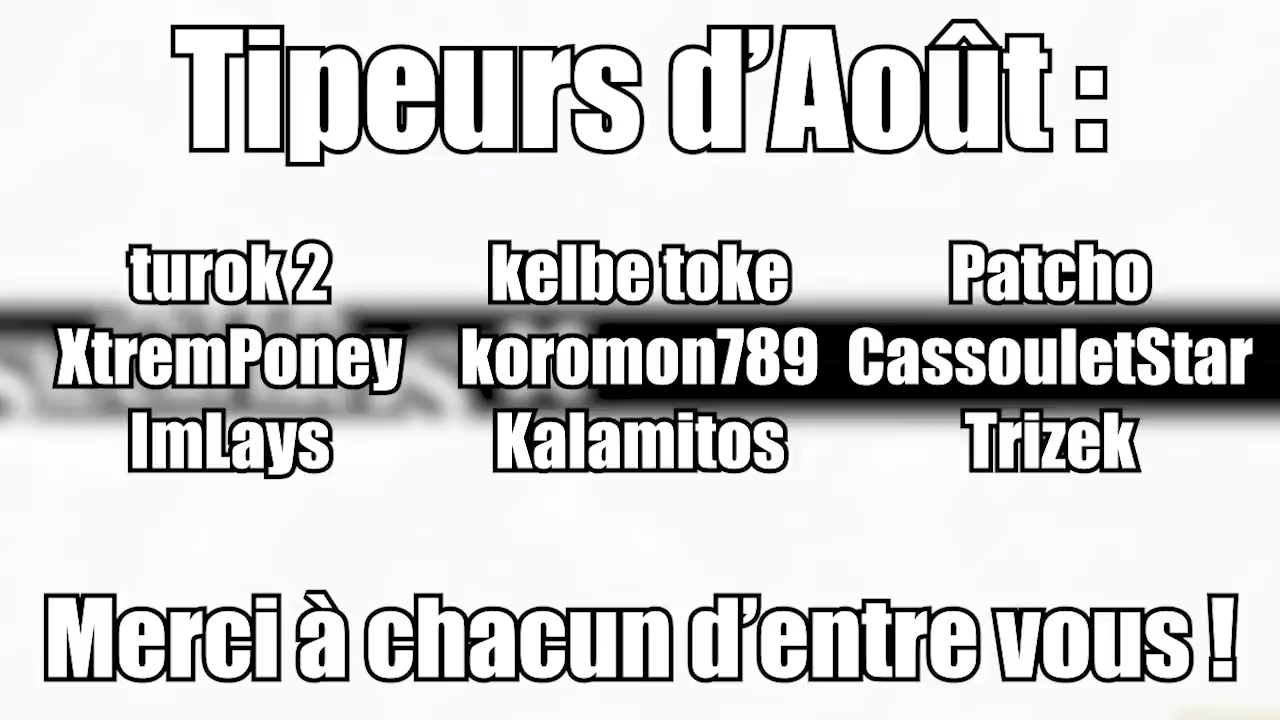 Tipeurs d'Août :
turok 2 kelbe toke Patcho
XtremPoney koromon789 CassouletStar
ImLays Kalamitos Trizek
Merci à chacun d'entre vous !